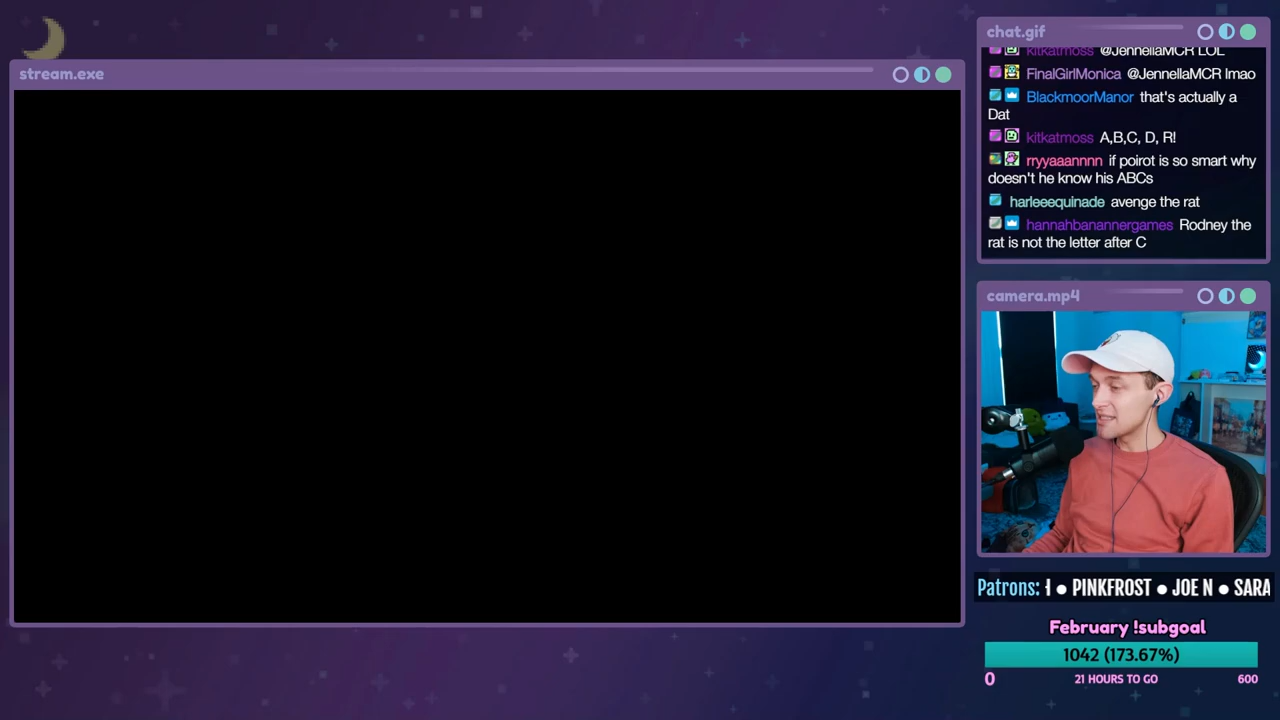 stream.exe
chat.gif
kitkatmoss @JennellaMCR LOL
FinalGirlMonica @JennellaMCR lmao
BlackmoorManor that's actually a
Dat
kitkatmoss A,B,C, D, R!
rryyaaannnn if poirot is so smart why
doesn't he know his ABCs
harleeequinade avenge the rat
hannahbanannergames Rodney the
rat is not the letter after C
camera.mp4
Patrons: ● PINKFROST ● JOE N ● SARA
February !subgoal
1042 (173.67%)
0 21 HOURS TO GO 600